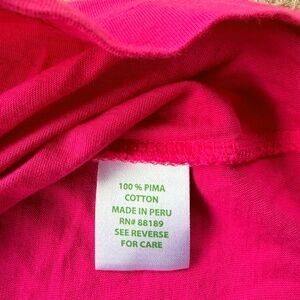 100 % PIMA
COTTON
MADE IN PERU
RN# 88189
SEE REVERSE
FOR CARE